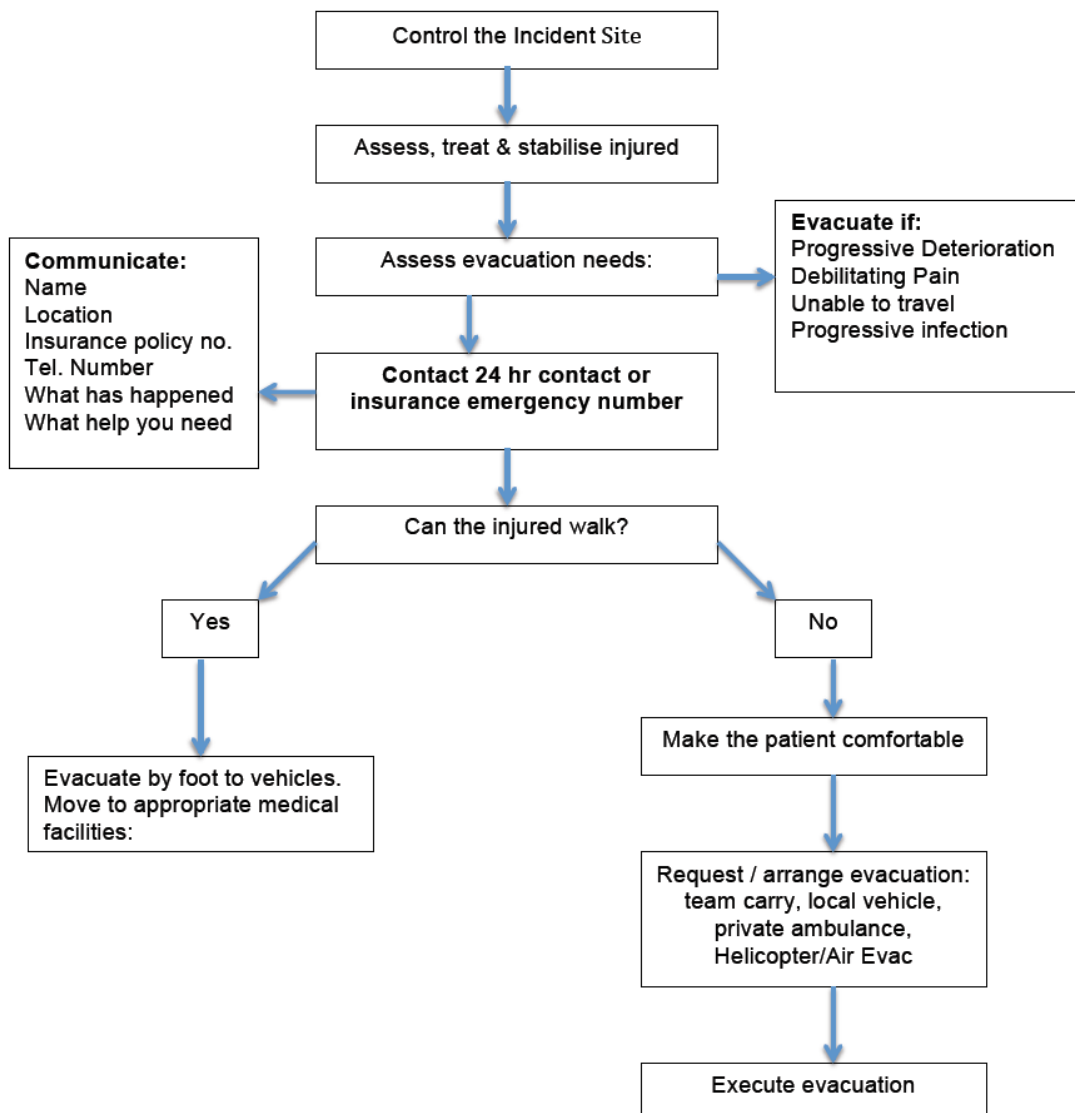 Control the Incident Site
Assess, treat & stabilise injured
Assess evacuation needs:
Evacuate if:
Progressive Deterioration
Debilitating Pain
Unable to travel
Progressive infection
Communicate:
Name
Location
Insurance policy no.
Tel. Number
What has happened
What help you need
Contact 24 hr contact or
insurance emergency number
Can the injured walk?
Yes
No
Evacuate by foot to vehicles.
Move to appropriate medical
facilities:
Make the patient comfortable
Request / arrange evacuation:
team carry, local vehicle,
private ambulance,
Helicopter/Air Evac
Execute evacuation